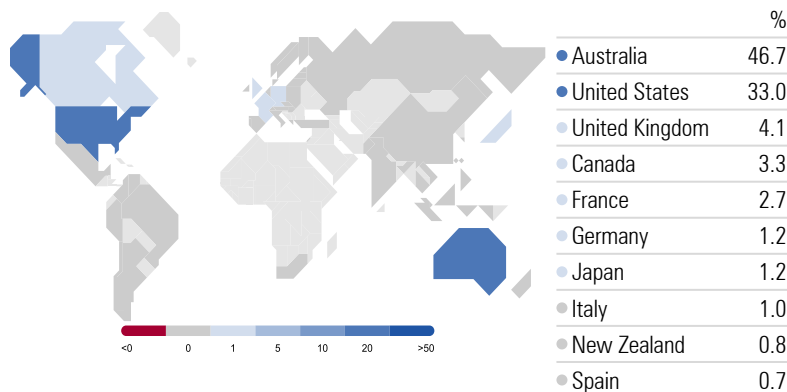 %
Australia 46.7
United States 33.0
United Kingdom 4.1
Canada 3.3
France 2.7
Germany 1.2
Japan 1.2
Italy 1.0
New Zealand 0.8
Spain 0.7
<0 0 1 5 10 20 >50